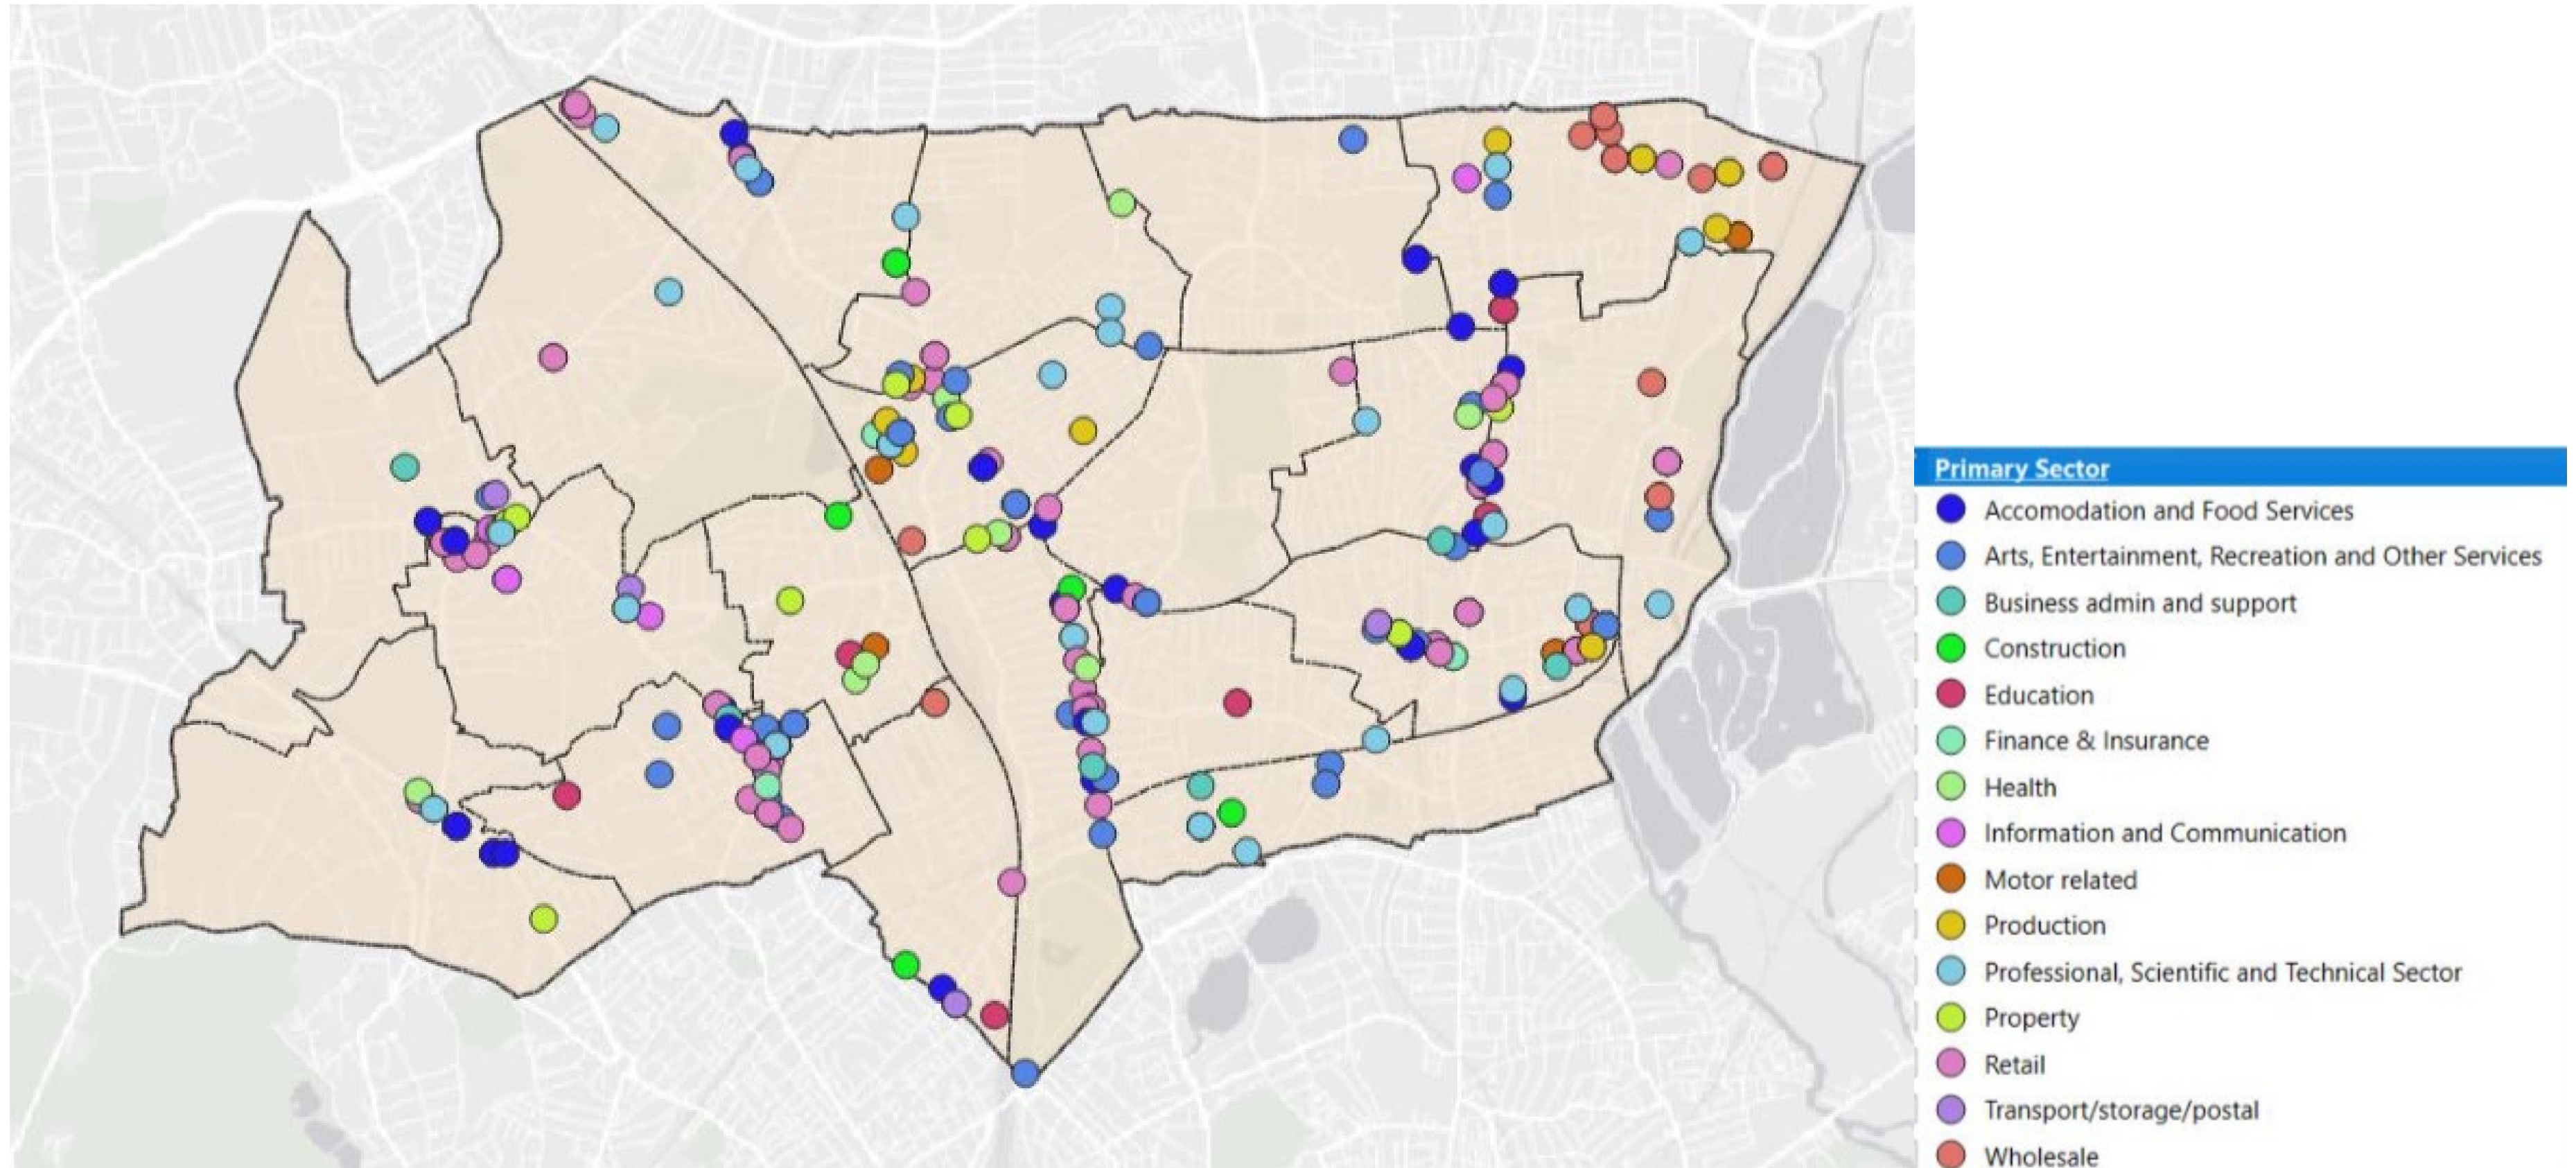 Primary Sector
Accomodation and Food Services
Arts, Entertainment, Recreation and Other Services
Business admin and support
Construction
Education
Finance & Insurance
Health
Information and Communication
Motor related
Production
Professional, Scientific and Technical Sector
Property
Retail
Transport/storage/postal
Wholesale